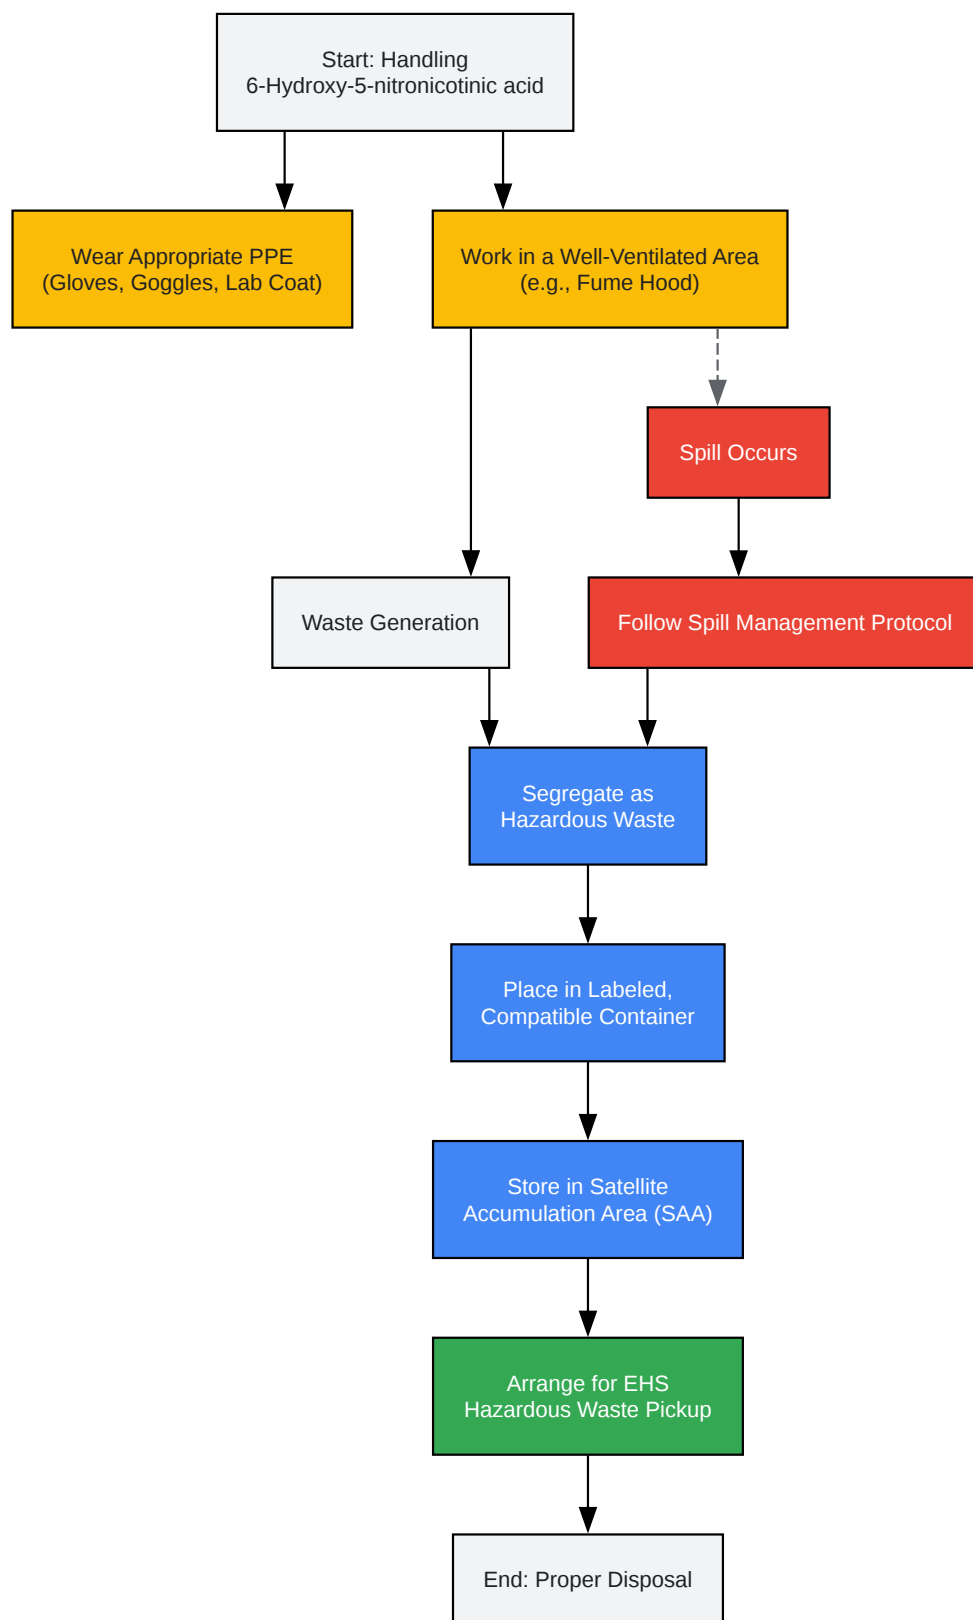 Start: Handling
6-Hydroxy-5-nitronicotinic acid
Wear Appropriate PPE
(Gloves, Goggles, Lab Coat)
Work in a Well-Ventilated Area
(e.g., Fume Hood)
Spill Occurs
Waste Generation
Follow Spill Management Protocol
Segregate as
Hazardous Waste
Place in Labeled,
Compatible Container
Store in Satellite
Accumulation Area (SAA)
Arrange for EHS
Hazardous Waste Pickup
End: Proper Disposal